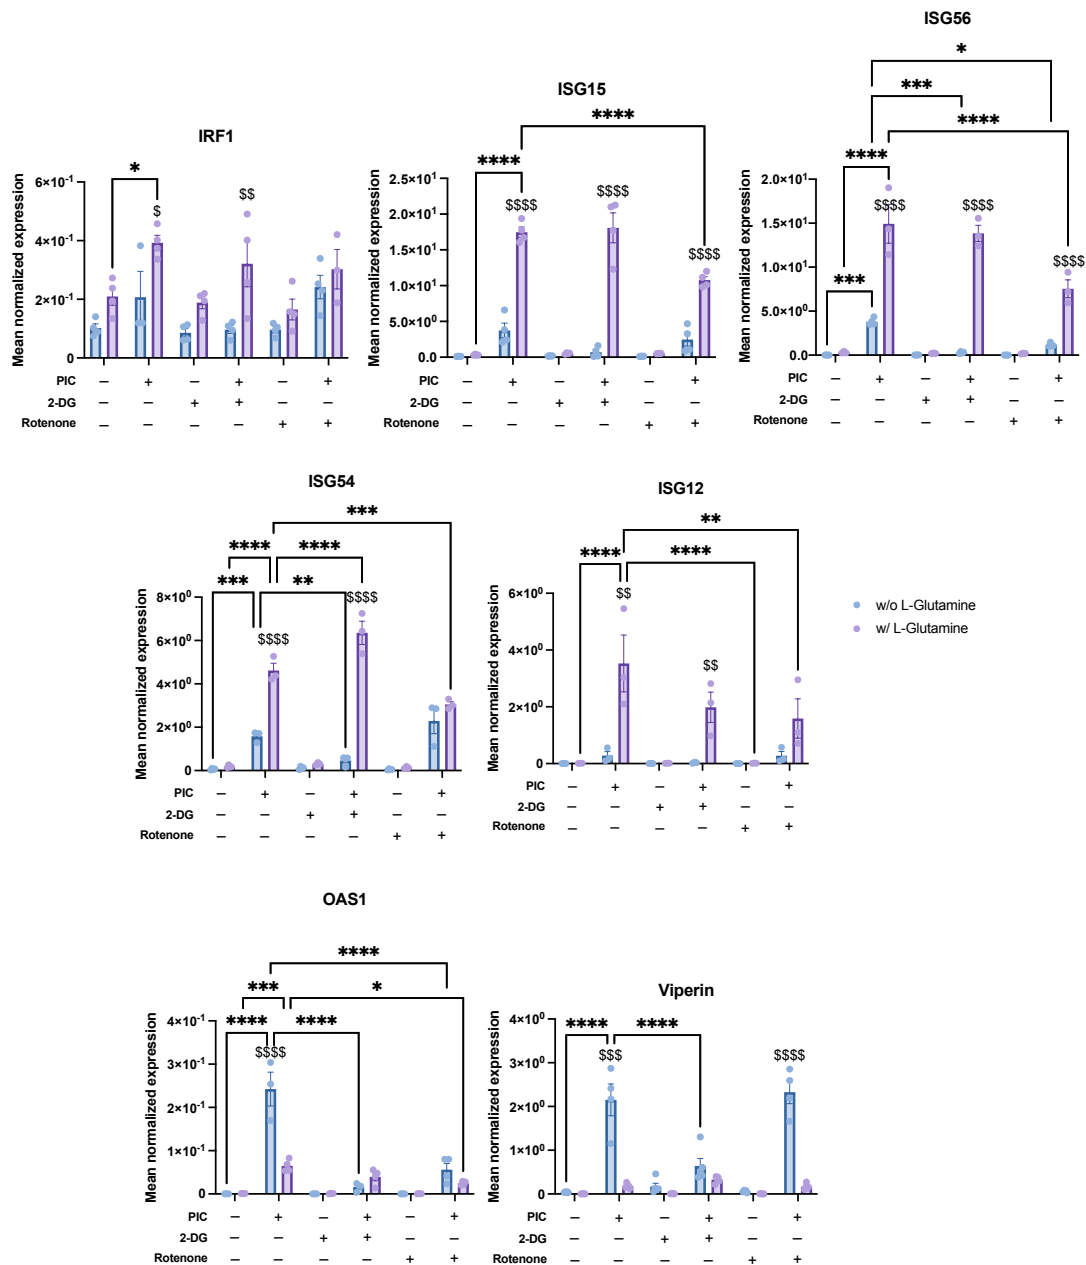 IRF1
*
$
$$
Mean normalized expression
6×10⁻¹
4×10⁻¹
2×10⁻¹
0
PIC – + – + – +
2-DG – – + + – –
Rotenone – – – – + +
ISG15
****
****
$$$$
$$$$
$$$$
Mean normalized expression
2.5×10¹
2.0×10¹
1.5×10¹
1.0×10¹
5.0×10⁰
0.0
PIC – + – + – +
2-DG – – + + – –
Rotenone – – – – + +
ISG56
*
***
****
****
***
$$$$
$$$$
$$$$
Mean normalized expression
2.0×10¹
1.5×10¹
1.0×10¹
5.0×10⁰
0.0
PIC – + – + – +
2-DG – – + + – –
Rotenone – – – – + +
ISG54
***
**** ****
*** **
$$$$
$$$$
Mean normalized expression
8×10⁰
6×10⁰
4×10⁰
2×10⁰
0
PIC – + – + – +
2-DG – – + + – –
Rotenone – – – – + +
ISG12
**
**** ****
$$
$$
Mean normalized expression
6×10⁰
4×10⁰
2×10⁰
0
PIC – + – + – +
2-DG – – + + – –
Rotenone – – – – + +
w/o L-Glutamine
w/ L-Glutamine
OAS1
****
*** *
**** ****
$$$$
Mean normalized expression
4×10⁻¹
3×10⁻¹
2×10⁻¹
1×10⁻¹
0
PIC – + – + – +
2-DG – – + + – –
Rotenone – – – – + +
Viperin
**** ****
$$$ $$$$
Mean normalized expression
4×10⁰
3×10⁰
2×10⁰
1×10⁰
0
PIC – + – + – +
2-DG – – + + – –
Rotenone – – – – + +